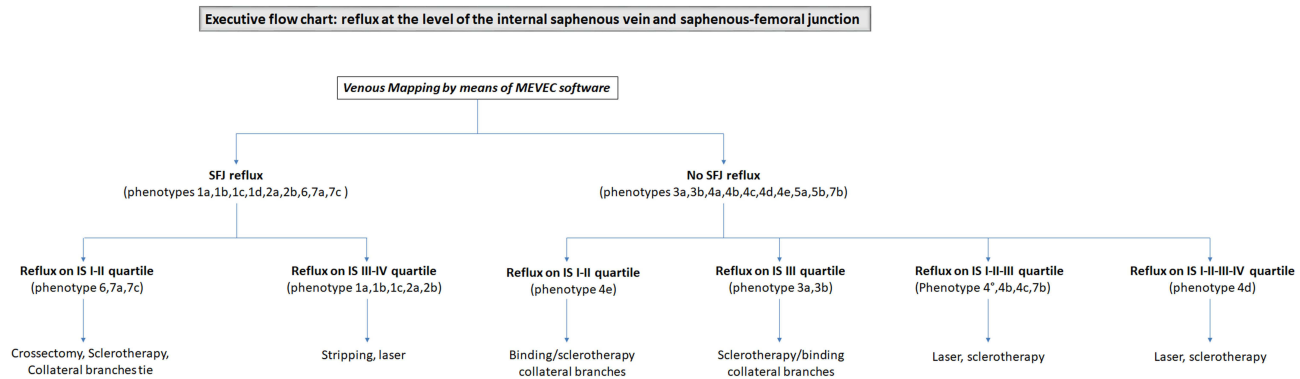 Executive flow chart: reflux at the level of the internal saphenous vein and saphenous-femoral junction
Venous Mapping by means of MEVEC software
SFJ reflux
(phenotypes 1a,1b,1c,1d,2a,2b,6,7a,7c )
No SFJ reflux
(phenotypes 3a,3b,4a,4b,4c,4d,4e,5a,5b,7b)
Reflux on IS I-II quartile
(phenotype 6,7a,7c)
Reflux on IS III-IV quartile
(phenotype 1a,1b,1c,2a,2b)
Reflux on IS I-II quartile
(phenotype 4e)
Reflux on IS III quartile
(phenotype 3a,3b)
Reflux on IS I-II-III quartile
(Phenotype 4°,4b,4c,7b)
Reflux on IS I-II-III-IV quartile
(phenotype 4d)
Crossectomy, Sclerotherapy,
Collateral branches tie
Stripping, laser
Binding/sclerotherapy
collateral branches
Sclerotherapy/binding
collateral branches
Laser, sclerotherapy
Laser, sclerotherapy